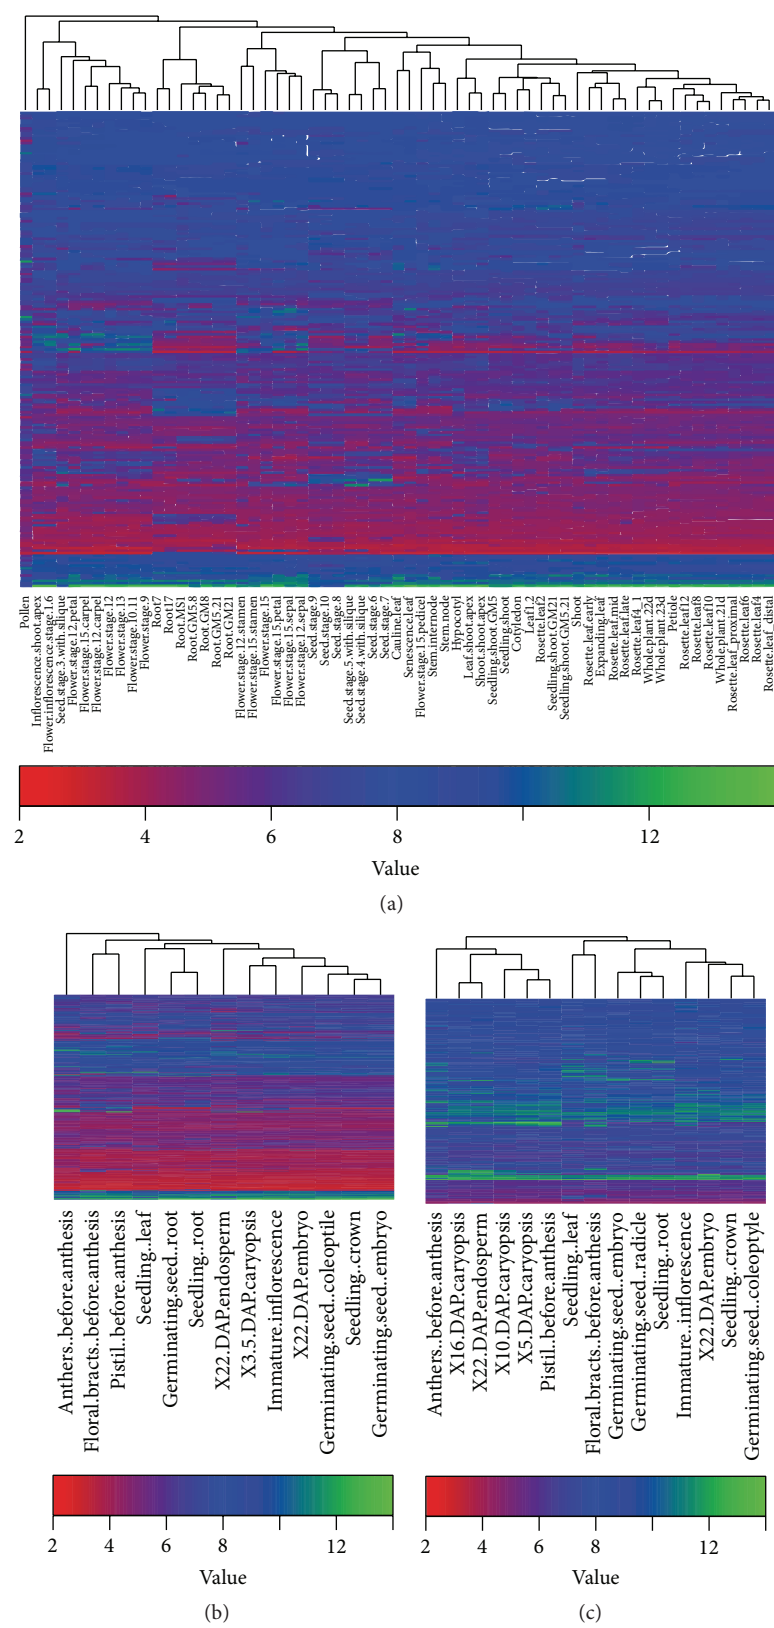 Pollen
Inflorescence.shoot.apex
Flower.inflorescence.stage.1.6
Seed.stage.3.with.silique
Flower.stage.12.petal
Flower.stage.15.carpel
Flower.stage.12.carpel
Flower.stage.12
Flower.stage.13
Flower.stage.10.11
Flower.stage.9
Root7
Root17
Root.MS1
Root.GM5.8
Root.GM8
Root.GM5.21
Root.GM21
Flower.stage.12.stamen
Flower.stage.15.stamen
Flower.stage.15
Flower.stage.15.petal
Flower.stage.15.sepal
Flower.stage.12.sepal
Seed.stage.9
Seed.stage.10
Seed.stage.8
Seed.stage.5.with.silique
Seed.stage.4.with.silique
Seed.stage.6
Seed.stage.7
Cauline.leaf
Senescence.leaf
Flower.stage.15.pedicel
Stem.internode
Stem.node
Hypocotyl
Leaf.shoot.apex
Shoot.shoot.apex
Seedling.shoot.GM5
Seedling.shoot
Cotyledon
Leaf1.2
Rosette.leaf2
Seedling.shoot.GM21
Seedling.shoot.GM5.21
Shoot
Rosette.leaf.early
Expanding.leaf
Rosette.leaf.mid
Rosette.leaf.late
Rosette.leaf4_1
Whole.plant.22d
Whole.plant.23d
Petiole
Rosette.leaf12
Rosette.leaf8
Rosette.leaf10
Whole.plant.21d
Rosette.leaf_proximal
Rosette.leaf6
Rosette.leaf4
Rosette.leaf_distal
2 4 6 8 12
Value
(a)
Anthers..before.anthesis
Floral.bracts..before.anthesis
Pistil..before.anthesis
Seedling..leaf
Germinating.seed..root
Seedling..root
X22.DAP.endosperm
X3.5.DAP.caryopsis
Immature.inflorescence
X22.DAP.embryo
Germinating.seed..coleoptile
Seedling..crown
Germinating.seed..embryo
2 4 6 8 12
Value
(b)
Anthers..before.anthesis
X16.DAP.caryopsis
X22.DAP.endosperm
X10.DAP.caryopsis
X5.DAP.caryopsis
Pistil..before.anthesis
Seedling..leaf
Floral.bracts..before.anthesis
Germinating.seed..embryo
Germinating.seed..radicle
Seedling..root
Immature..inflorescence
X22.DAP.embryo
Seedling..crown
Germinating.seed..coleoptyle
2 4 6 8 12
Value
(c)